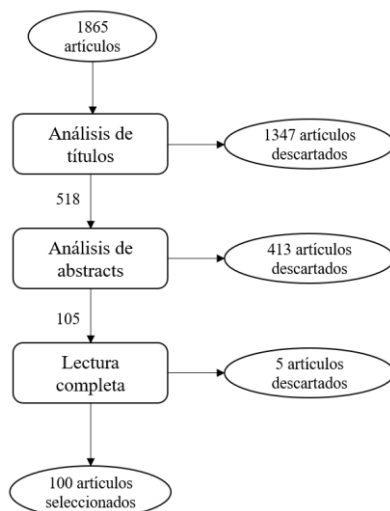 1865
artículos
Análisis de
títulos
1347 artículos
descartados
518
Análisis de
abstracts
413 artículos
descartados
105
Lectura
completa
5 artículos
descartados
100 artículos
seleccionados